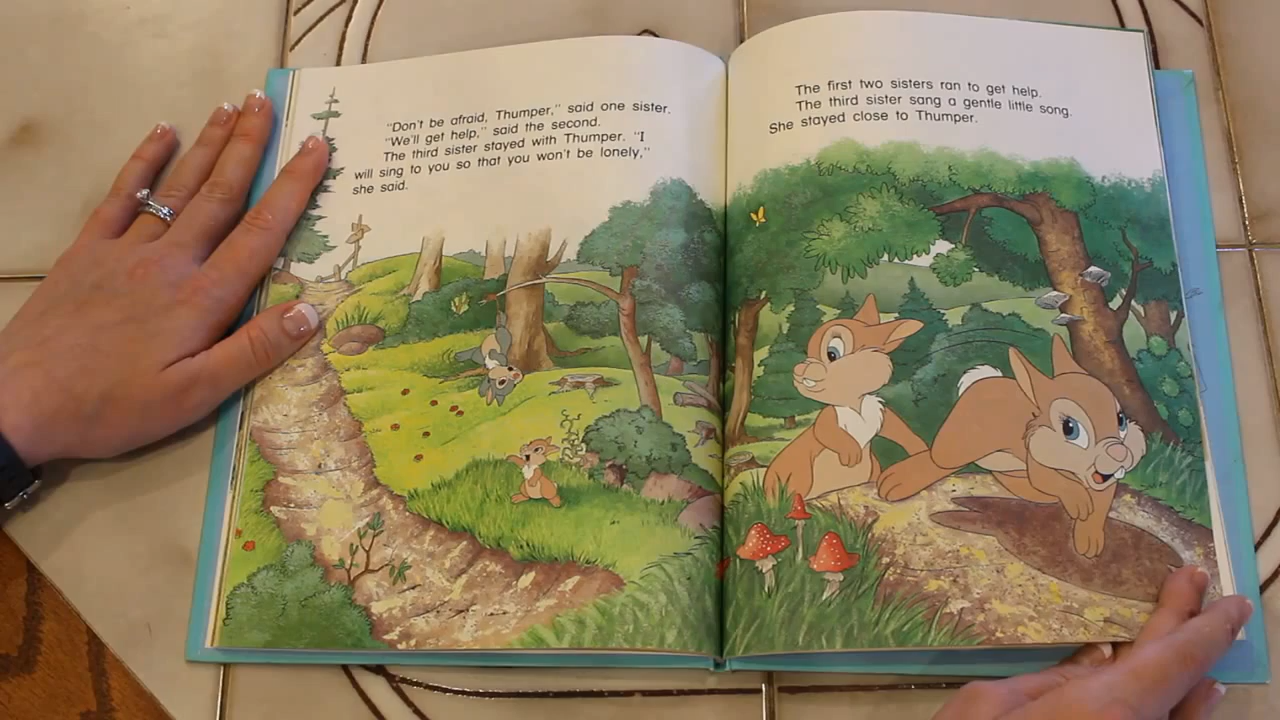 "Don't be afraid, Thumper," said one sister.
"We'll get help," said the second.
The third sister stayed with Thumper. "I
will sing to you so that you won't be lonely,"
she said.
The first two sisters ran to get help.
The third sister sang a gentle little song.
She stayed close to Thumper.